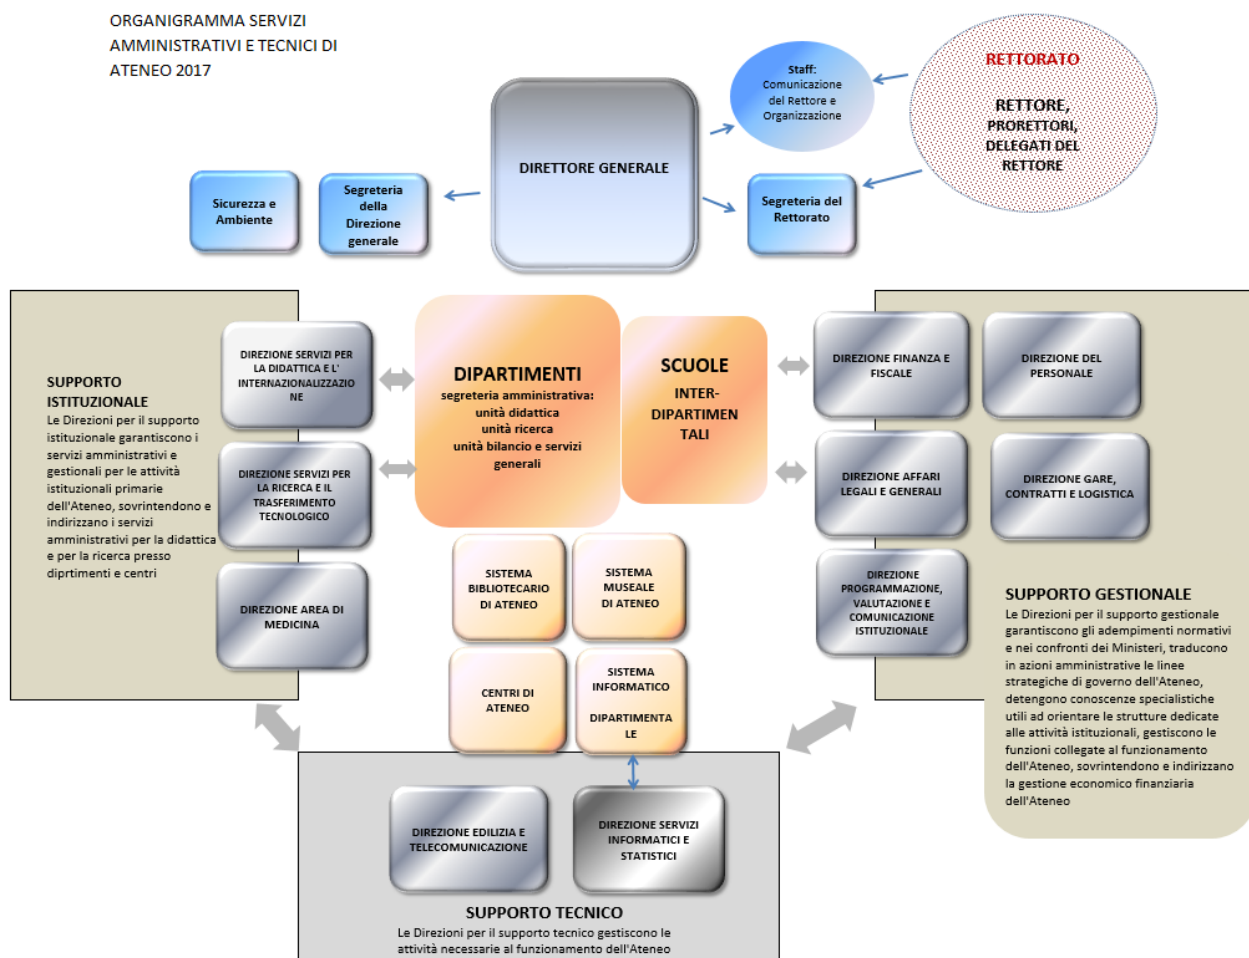 ORGANIGRAMMA SERVIZI
AMMINISTRATIVI E TECNICI DI
ATENEO 2017
Staff:
Comunicazione
del Rettore e
Organizzazione
RETTORATO
RETTORE,
PRORETTORI,
DELEGATI DEL
RETTORE
DIRETTORE GENERALE
Sicurezza e
Ambiente
Segreteria
della
Direzione
generale
Segreteria del
Rettorato
SUPPORTO
ISTITUZIONALE
Le Direzioni per il supporto
istituzionale garantiscono i
servizi amministrativi e
gestionali per le attività
istituzionali primarie
dell'Ateneo, sovrintendono e
indirizzano i servizi
amministrativi per la didattica
e per la ricerca presso
diprtimenti e centri
DIREZIONE SERVIZI PER
LA DIDATTICA E L'
INTERNAZIONALIZZAZIO
NE
DIREZIONE SERVIZI PER
LA RICERCA E IL
TRASFERIMENTO
TECNOLOGICO
DIREZIONE AREA DI
MEDICINA
DIPARTIMENTI
segreteria amministrativa:
unità didattica
unità ricerca
unità bilancio e servizi
generali
SCUOLE
INTER-
DIPARTIMEN
TALI
DIREZIONE FINANZA E
FISCALE
DIREZIONE DEL
PERSONALE
DIREZIONE AFFARI
LEGALI E GENERALI
DIREZIONE GARE,
CONTRATTI E LOGISTICA
DIREZIONE
PROGRAMMAZIONE,
VALUTAZIONE E
COMUNICAZIONE
ISTITUZIONALE
SISTEMA
BIBLIOTECARIO
DI ATENEO
SISTEMA
MUSEALE
DI ATENEO
CENTRI DI
ATENEO
SISTEMA
INFORMATICO
DIPARTIMENTA
LE
SUPPORTO GESTIONALE
Le Direzioni per il supporto gestionale
garantiscono gli adempimenti normativi
e nei confronti dei Ministeri, traducono
in azioni amministrative le linee
strategiche di governo dell'Ateneo,
detengono conoscenze specialistiche
utili ad orientare le strutture dedicate
alle attività istituzionali, gestiscono le
funzioni collegate al funzionamento
dell'Ateneo, sovrintendono e indirizzano
la gestione economico finanziaria
dell'Ateneo
DIREZIONE EDILIZIA E
TELECOMUNICAZIONE
DIREZIONE SERVIZI
INFORMATICI E
STATISTICI
SUPPORTO TECNICO
Le Direzioni per il supporto tecnico gestiscono le
attività necessarie al funzionamento dell'Ateneo